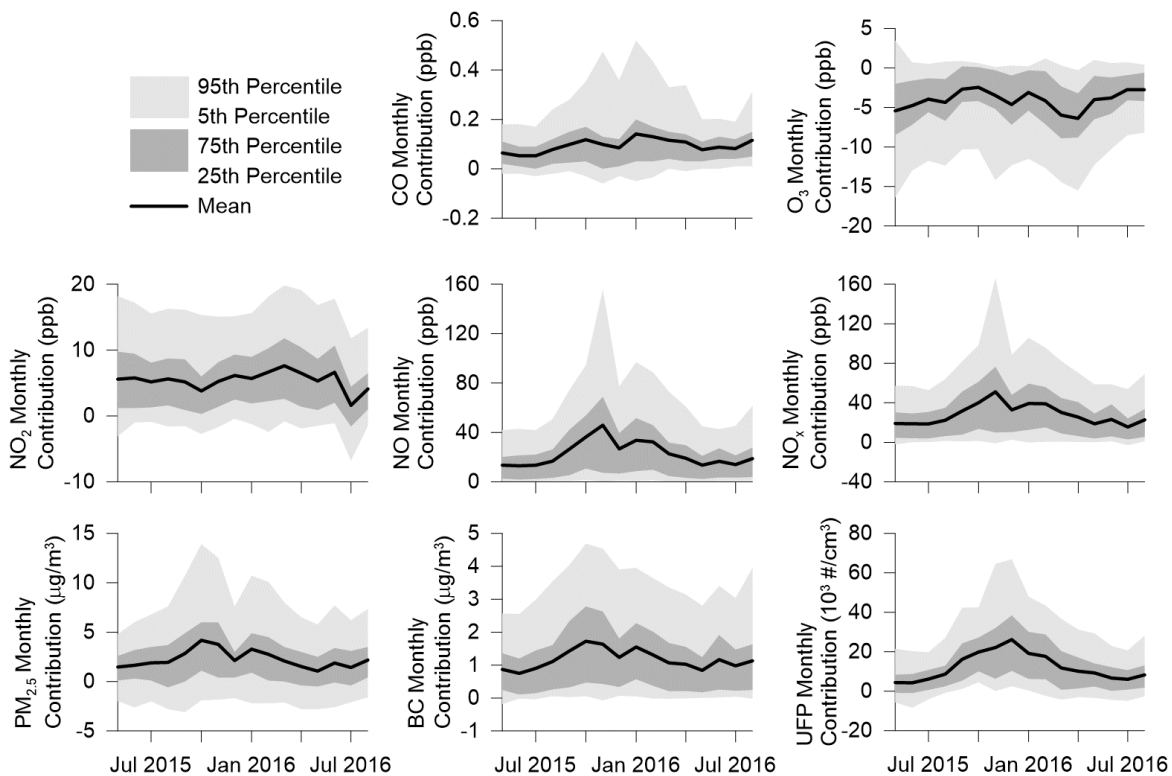 95th Percentile
5th Percentile
75th Percentile
25th Percentile
Mean
CO Monthly
Contribution (ppb)
0.6
0.4
0.2
0
-0.2
O3 Monthly
Contribution (ppb)
5
0
-5
-10
-15
-20
NO2 Monthly
Contribution (ppb)
20
10
0
-10
NO Monthly
Contribution (ppb)
160
120
80
40
0
NOx Monthly
Contribution (ppb)
160
120
80
40
0
-40
PM2.5 Monthly
Contribution (μg/m³)
15
10
5
0
-5
Jul 2015 Jan 2016 Jul 2016
BC Monthly
Contribution (μg/m³)
5
4
3
2
1
0
-1
Jul 2015 Jan 2016 Jul 2016
UFP Monthly
Contribution (10³ #/cm³)
80
60
40
20
0
-20
Jul 2015 Jan 2016 Jul 2016